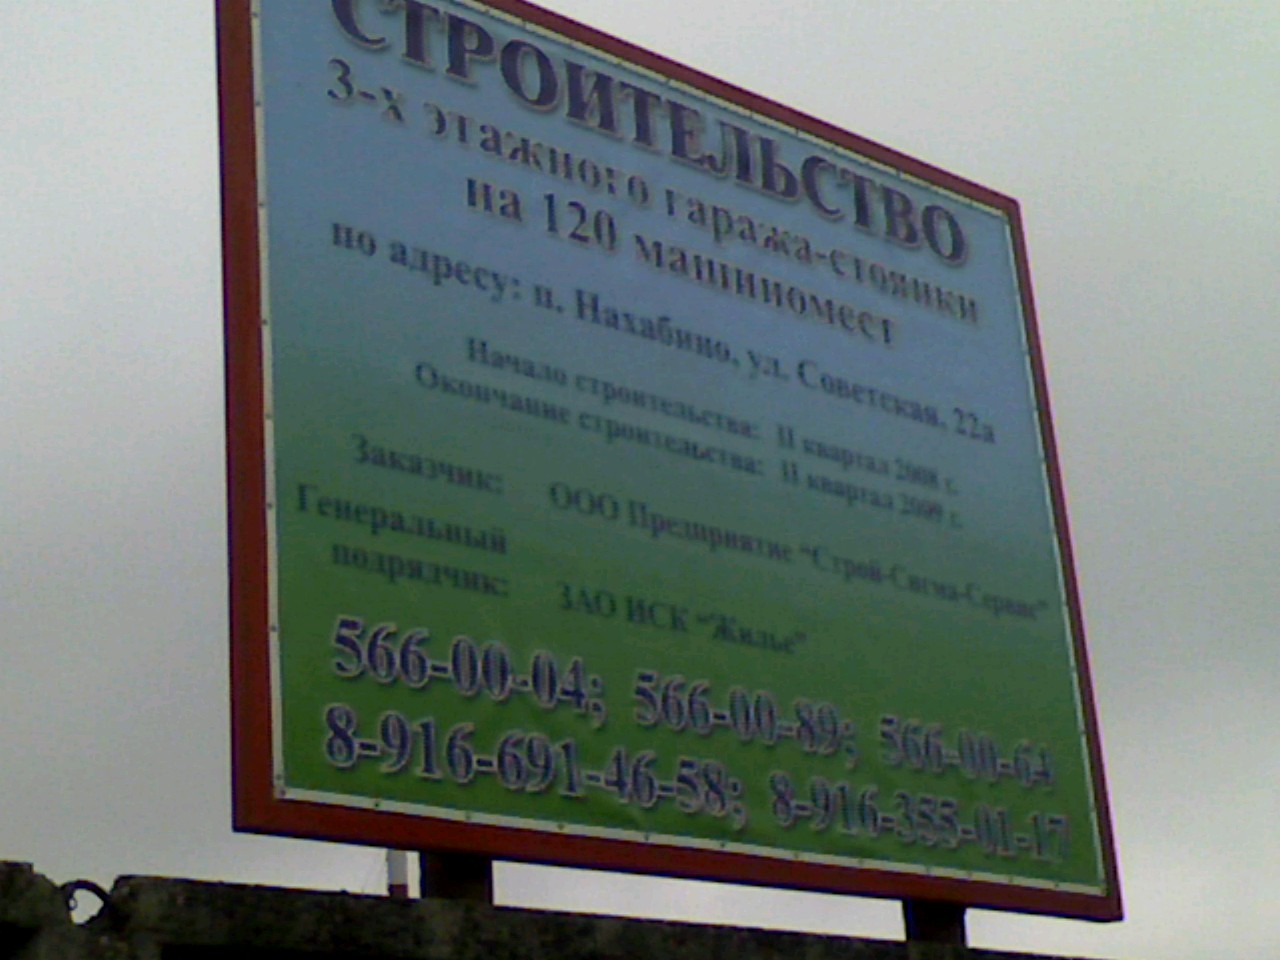 СТРОИТЕЛЬСТВО
3-х этажного гаража-стоянки
на 120 машиномест
по адресу: п. Нахабино, ул. Советская, 22а
Начало строительства: II квартал 2008 г.
Окончание строительства: II квартал 2009 г.
Заказчик: ООО Предприятие "Строй-Сигма-Сервис"
Генеральный
подрядчик: ЗАО ИСК "Жилье"
566-00-04; 566-00-89; 566-00-64
8-916-691-46-58; 8-916-355-01-17